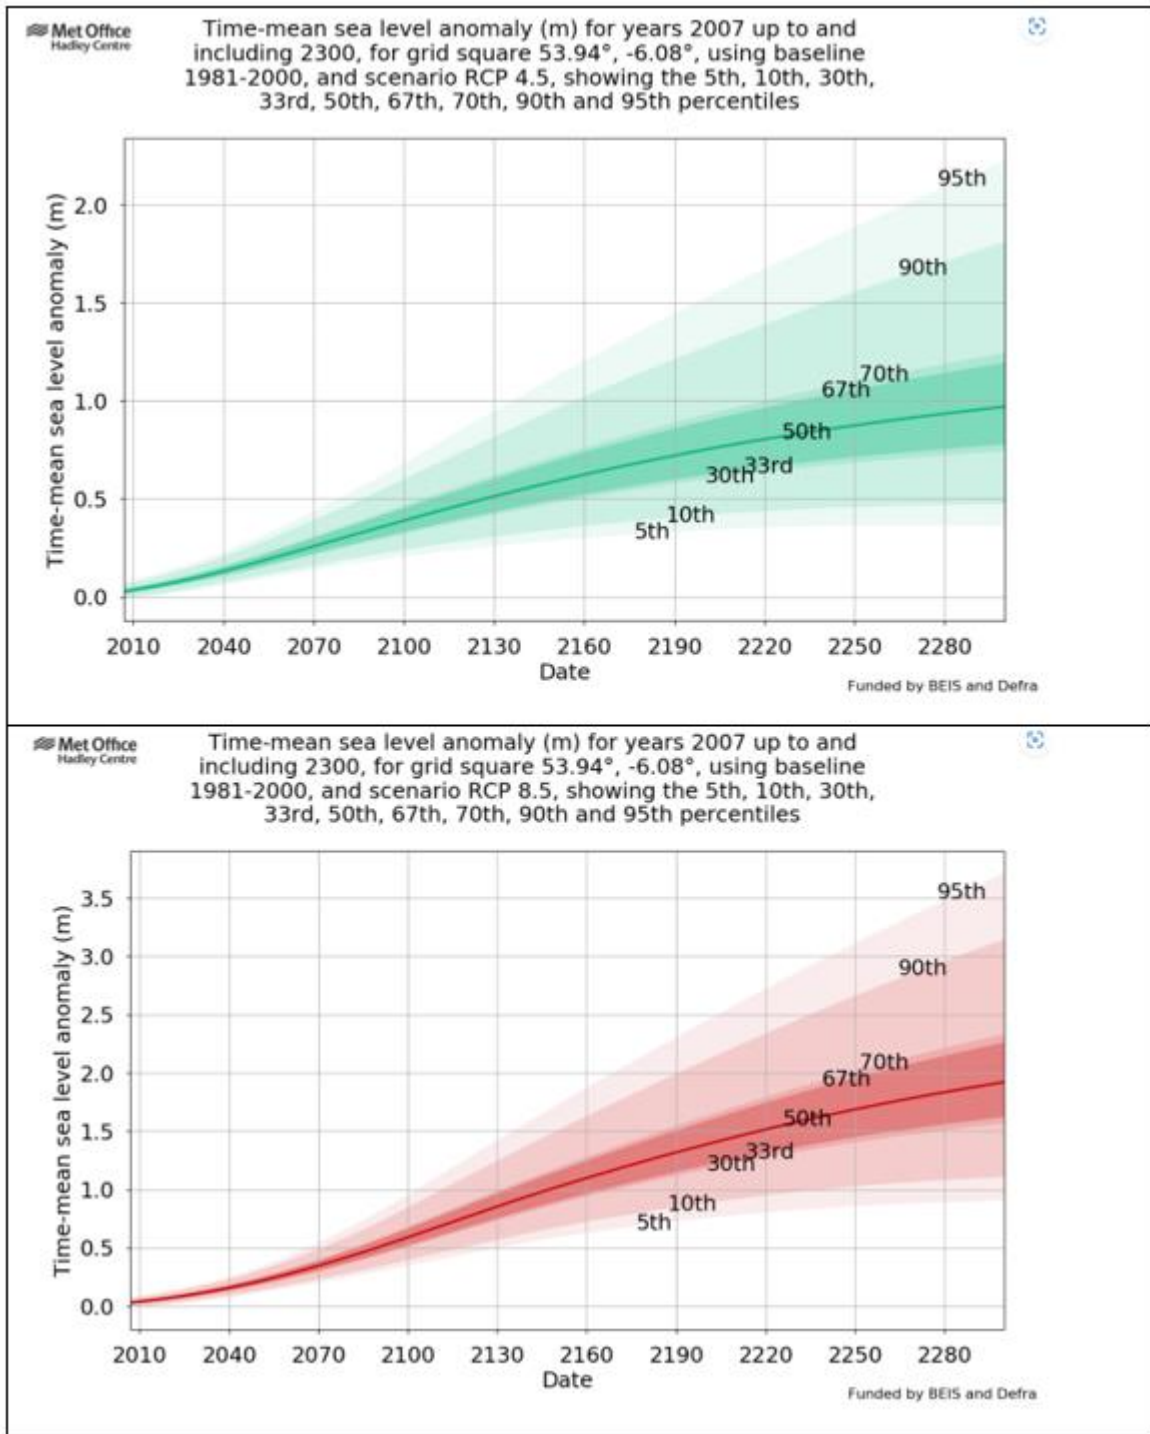 Met Office
Hadley Centre
Time-mean sea level anomaly (m) for years 2007 up to and
including 2300, for grid square 53.94°, -6.08°, using baseline
1981-2000, and scenario RCP 4.5, showing the 5th, 10th, 30th,
33rd, 50th, 67th, 70th, 90th and 95th percentiles
Time-mean sea level anomaly (m)
2.0
1.5
1.0
0.5
0.0
95th
90th
70th
67th
50th
33rd
30th
10th
5th
2010 2040 2070 2100 2130 2160 2190 2220 2250 2280
Date
Funded by BEIS and Defra
Met Office
Hadley Centre
Time-mean sea level anomaly (m) for years 2007 up to and
including 2300, for grid square 53.94°, -6.08°, using baseline
1981-2000, and scenario RCP 8.5, showing the 5th, 10th, 30th,
33rd, 50th, 67th, 70th, 90th and 95th percentiles
Time-mean sea level anomaly (m)
3.5
3.0
2.5
2.0
1.5
1.0
0.5
0.0
95th
90th
70th
67th
50th
33rd
30th
10th
5th
2010 2040 2070 2100 2130 2160 2190 2220 2250 2280
Date
Funded by BEIS and Defra